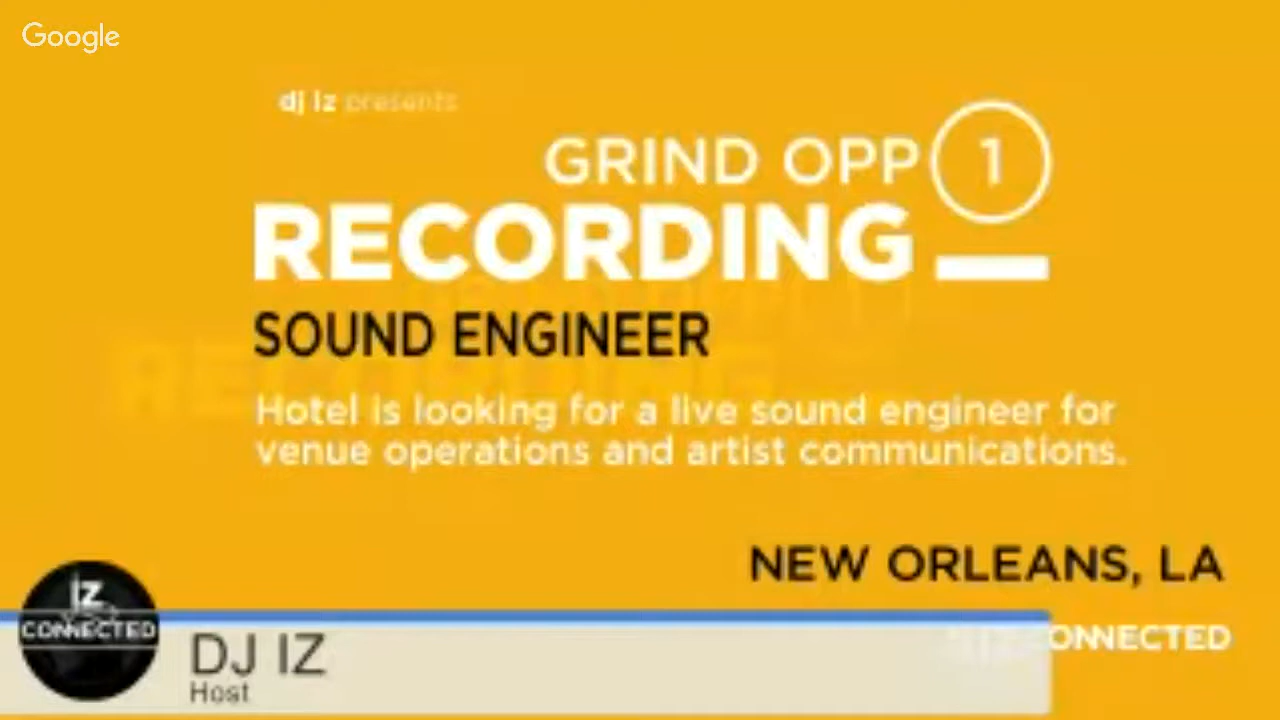 Google
dj iz presents
GRIND OPP 1
RECORDING
SOUND ENGINEER
Hotel is looking for a live sound engineer for
venue operations and artist communications.
NEW ORLEANS, LA
IZ
CONNECTED
CONNECTED
DJ IZ
Host